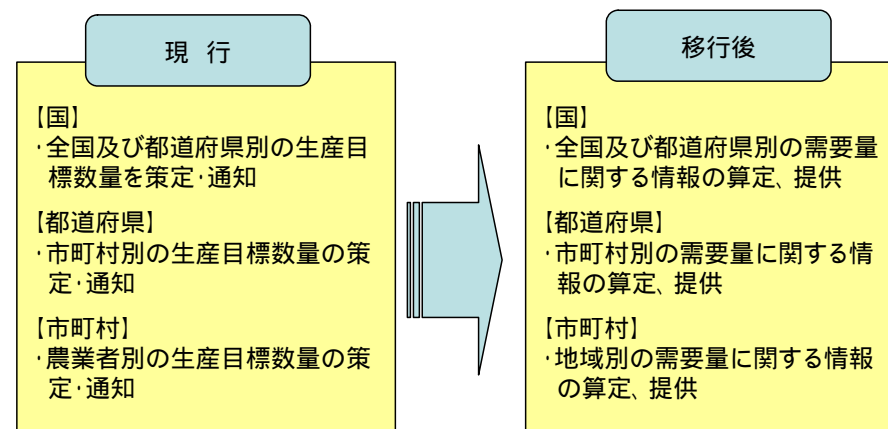 現 行
【国】
・全国及び都道府県別の生産目
標数量を策定・通知
【都道府県】
・市町村別の生産目標数量の策
定・通知
【市町村】
・農業者別の生産目標数量の策
定・通知
移行後
【国】
・全国及び都道府県別の需要量
に関する情報の算定、提供
【都道府県】
・市町村別の需要量に関する情
報の算定、提供
【市町村】
・地域別の需要量に関する情報
の算定、提供